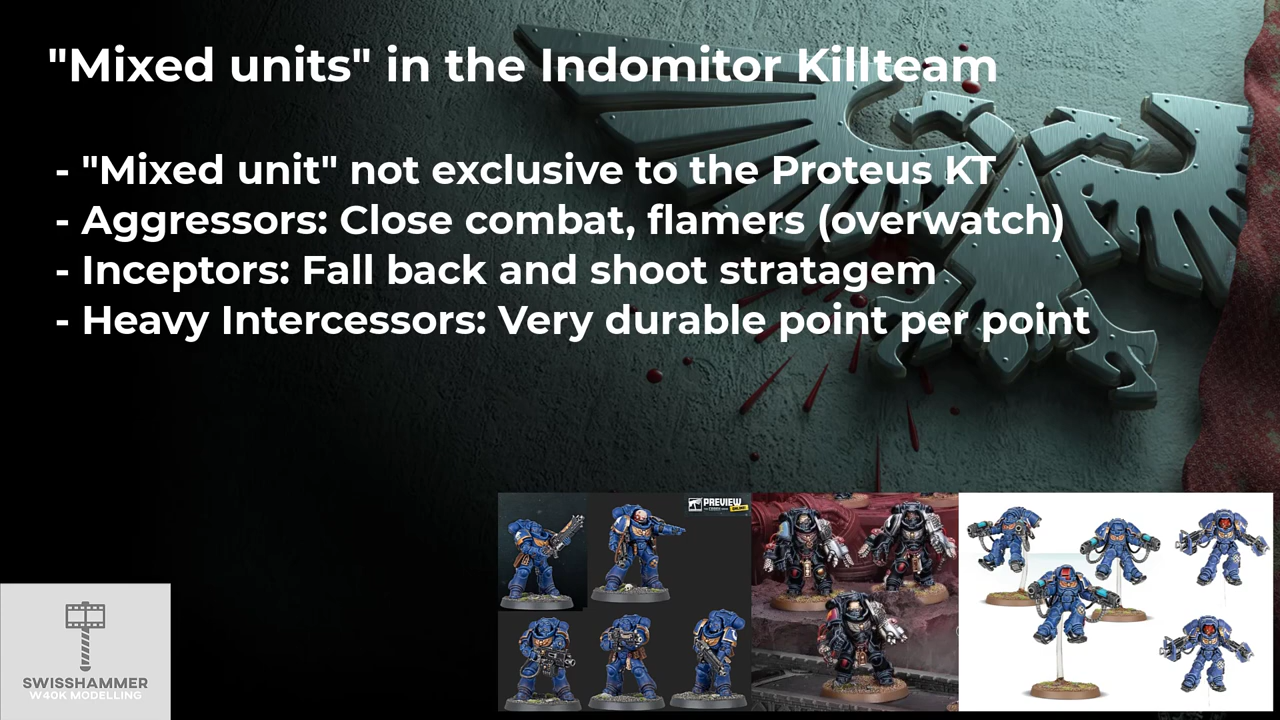 "Mixed units" in the Indomitor Killteam
- "Mixed unit" not exclusive to the Proteus KT
- Aggressors: Close combat, flamers (overwatch)
- Inceptors: Fall back and shoot stratagem
- Heavy Intercessors: Very durable point per point
PREVIEW
ONLINE
SWISSHAMMER
W40K MODELLING